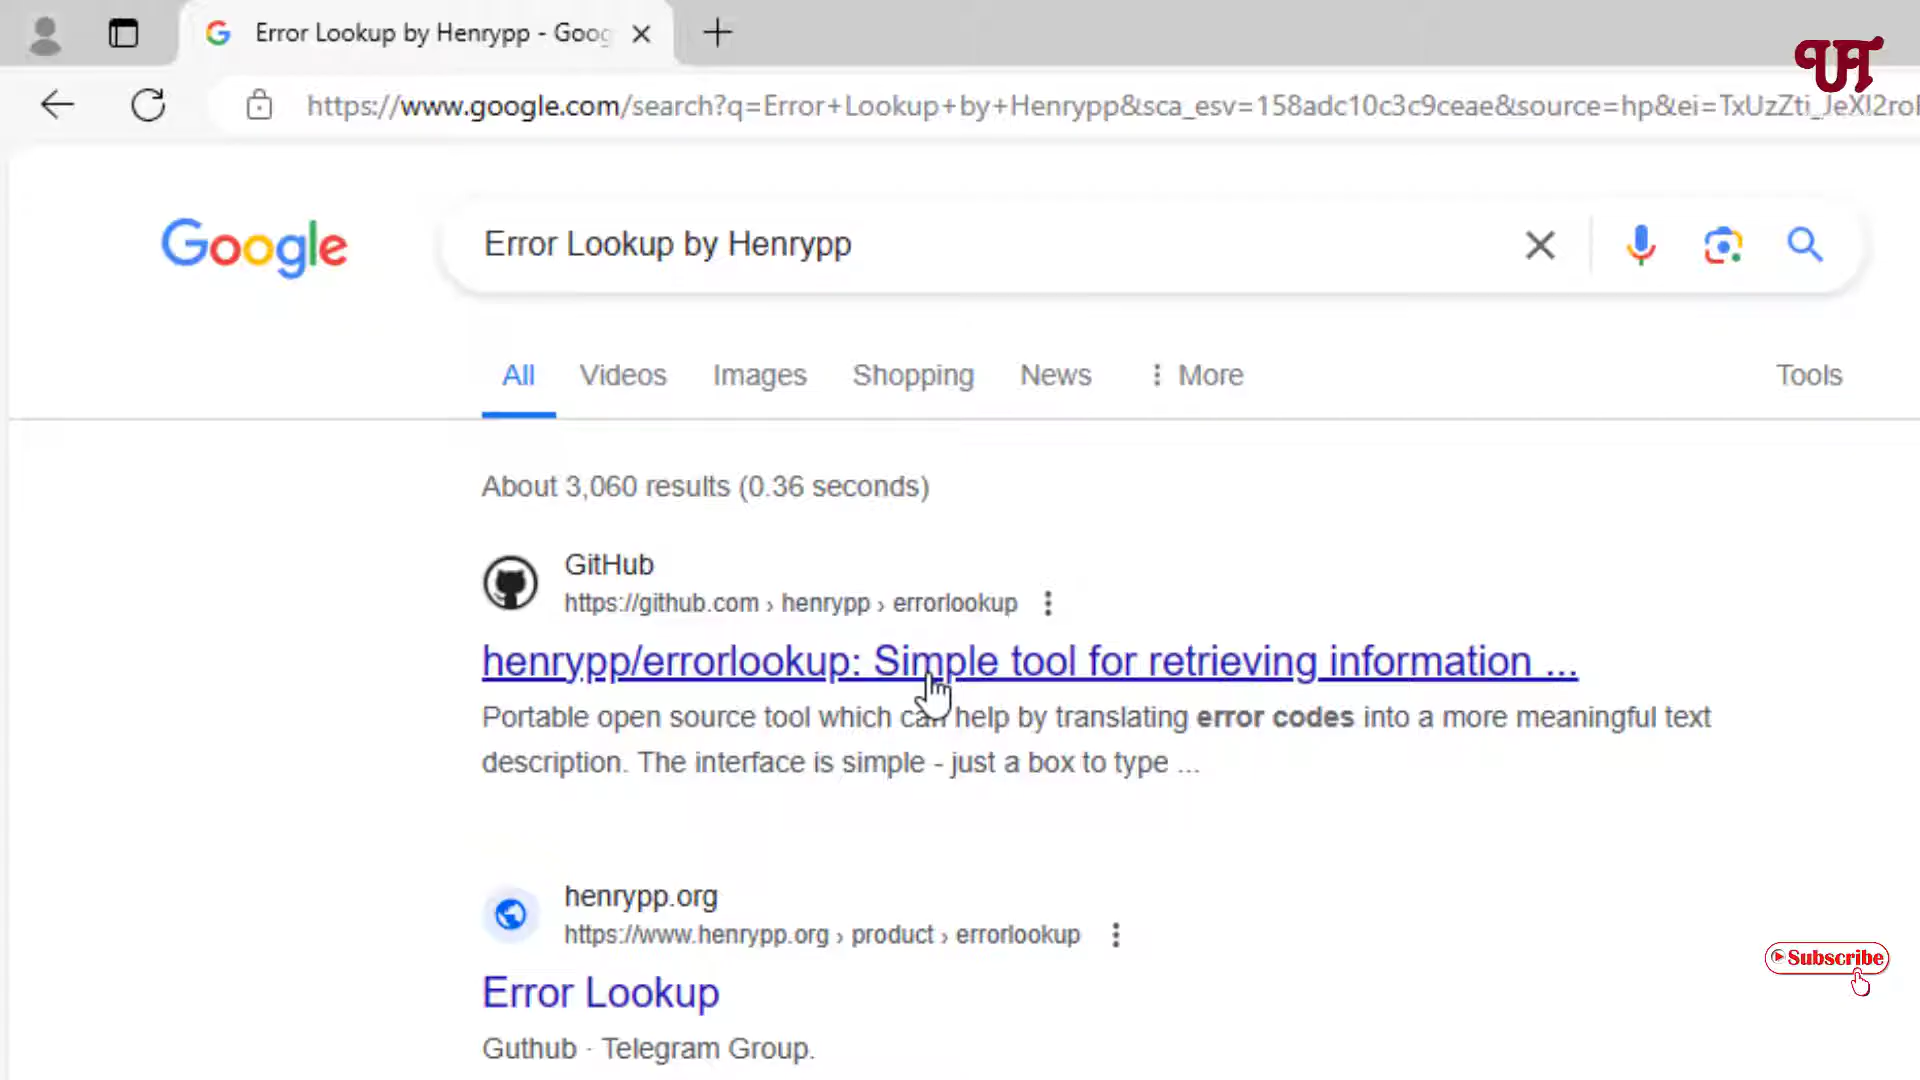 Error Lookup by Henrypp - Goog
https://www.google.com/search?q=Error+Lookup+by+Henrypp&sca_esv=158adc10c3c9ceae&source=hp&ei=TxUzZti_JeXI2roP
UT
Google
Error Lookup by Henrypp
All Videos Images Shopping News More Tools
About 3,060 results (0.36 seconds)
GitHub
https://github.com › henrypp › errorlookup
henrypp/errorlookup: Simple tool for retrieving information ...
Portable open source tool which can help by translating error codes into a more meaningful text
description. The interface is simple - just a box to type ...
henrypp.org
https://www.henrypp.org › product › errorlookup
Error Lookup
Guthub · Telegram Group.
Subscribe